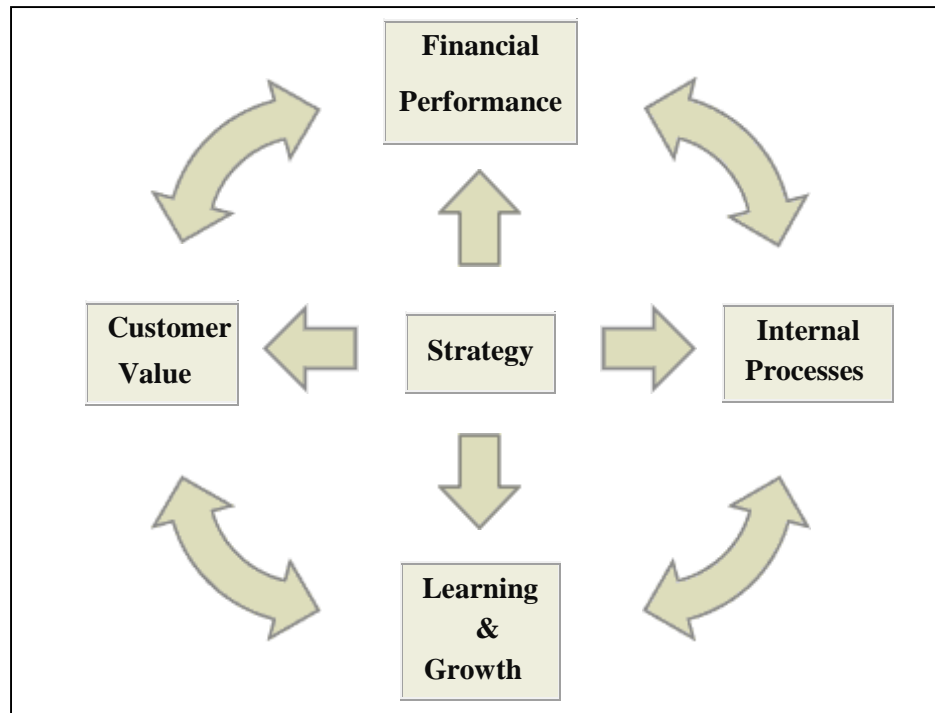 Financial
Performance
Customer
Value
Strategy
Internal
Processes
Learning
&
Growth